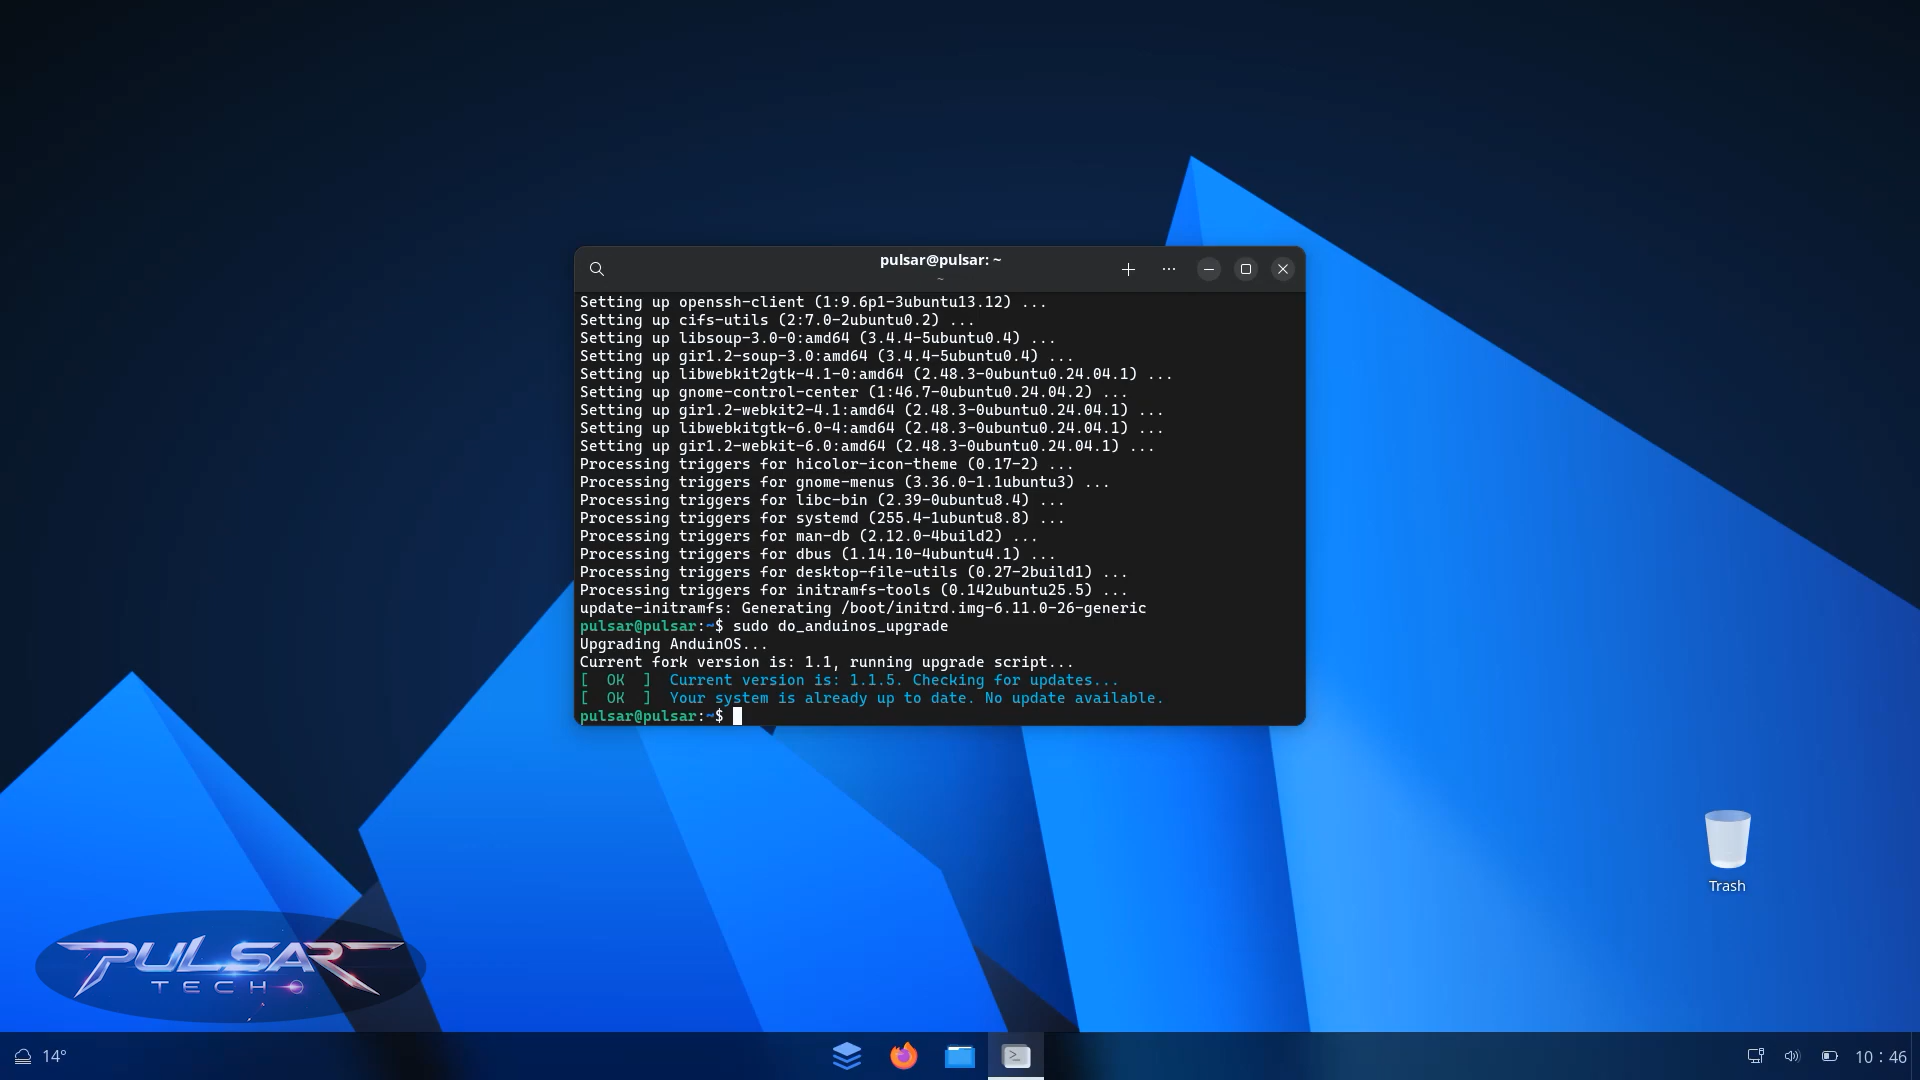 pulsar@pulsar: ~
~
Setting up openssh-client (1:9.6p1-3ubuntu13.12) ...
Setting up cifs-utils (2:7.0-2ubuntu0.2) ...
Setting up libsoup-3.0-0:amd64 (3.4.4-5ubuntu0.4) ...
Setting up gir1.2-soup-3.0:amd64 (3.4.4-5ubuntu0.4) ...
Setting up libwebkit2gtk-4.1-0:amd64 (2.48.3-0ubuntu0.24.04.1) ...
Setting up gnome-control-center (1:46.7-0ubuntu0.24.04.2) ...
Setting up gir1.2-webkit2-4.1:amd64 (2.48.3-0ubuntu0.24.04.1) ...
Setting up libwebkitgtk-6.0-4:amd64 (2.48.3-0ubuntu0.24.04.1) ...
Setting up gir1.2-webkit-6.0:amd64 (2.48.3-0ubuntu0.24.04.1) ...
Processing triggers for hicolor-icon-theme (0.17-2) ...
Processing triggers for gnome-menus (3.36.0-1.1ubuntu3) ...
Processing triggers for libc-bin (2.39-0ubuntu8.4) ...
Processing triggers for systemd (255.4-1ubuntu8.8) ...
Processing triggers for man-db (2.12.0-4build2) ...
Processing triggers for dbus (1.14.10-4ubuntu4.1) ...
Processing triggers for desktop-file-utils (0.27-2build1) ...
Processing triggers for initramfs-tools (0.142ubuntu25.5) ...
update-initramfs: Generating /boot/initrd.img-6.11.0-26-generic
pulsar@pulsar:~$ sudo do_anduinos_upgrade
Upgrading AnduinOS...
Current fork version is: 1.1, running upgrade script...
[  OK  ]  Current version is: 1.1.5. Checking for updates...
[  OK  ]  Your system is already up to date. No update available.
pulsar@pulsar:~$
Trash
PULSAR
TECH
14°
10:46